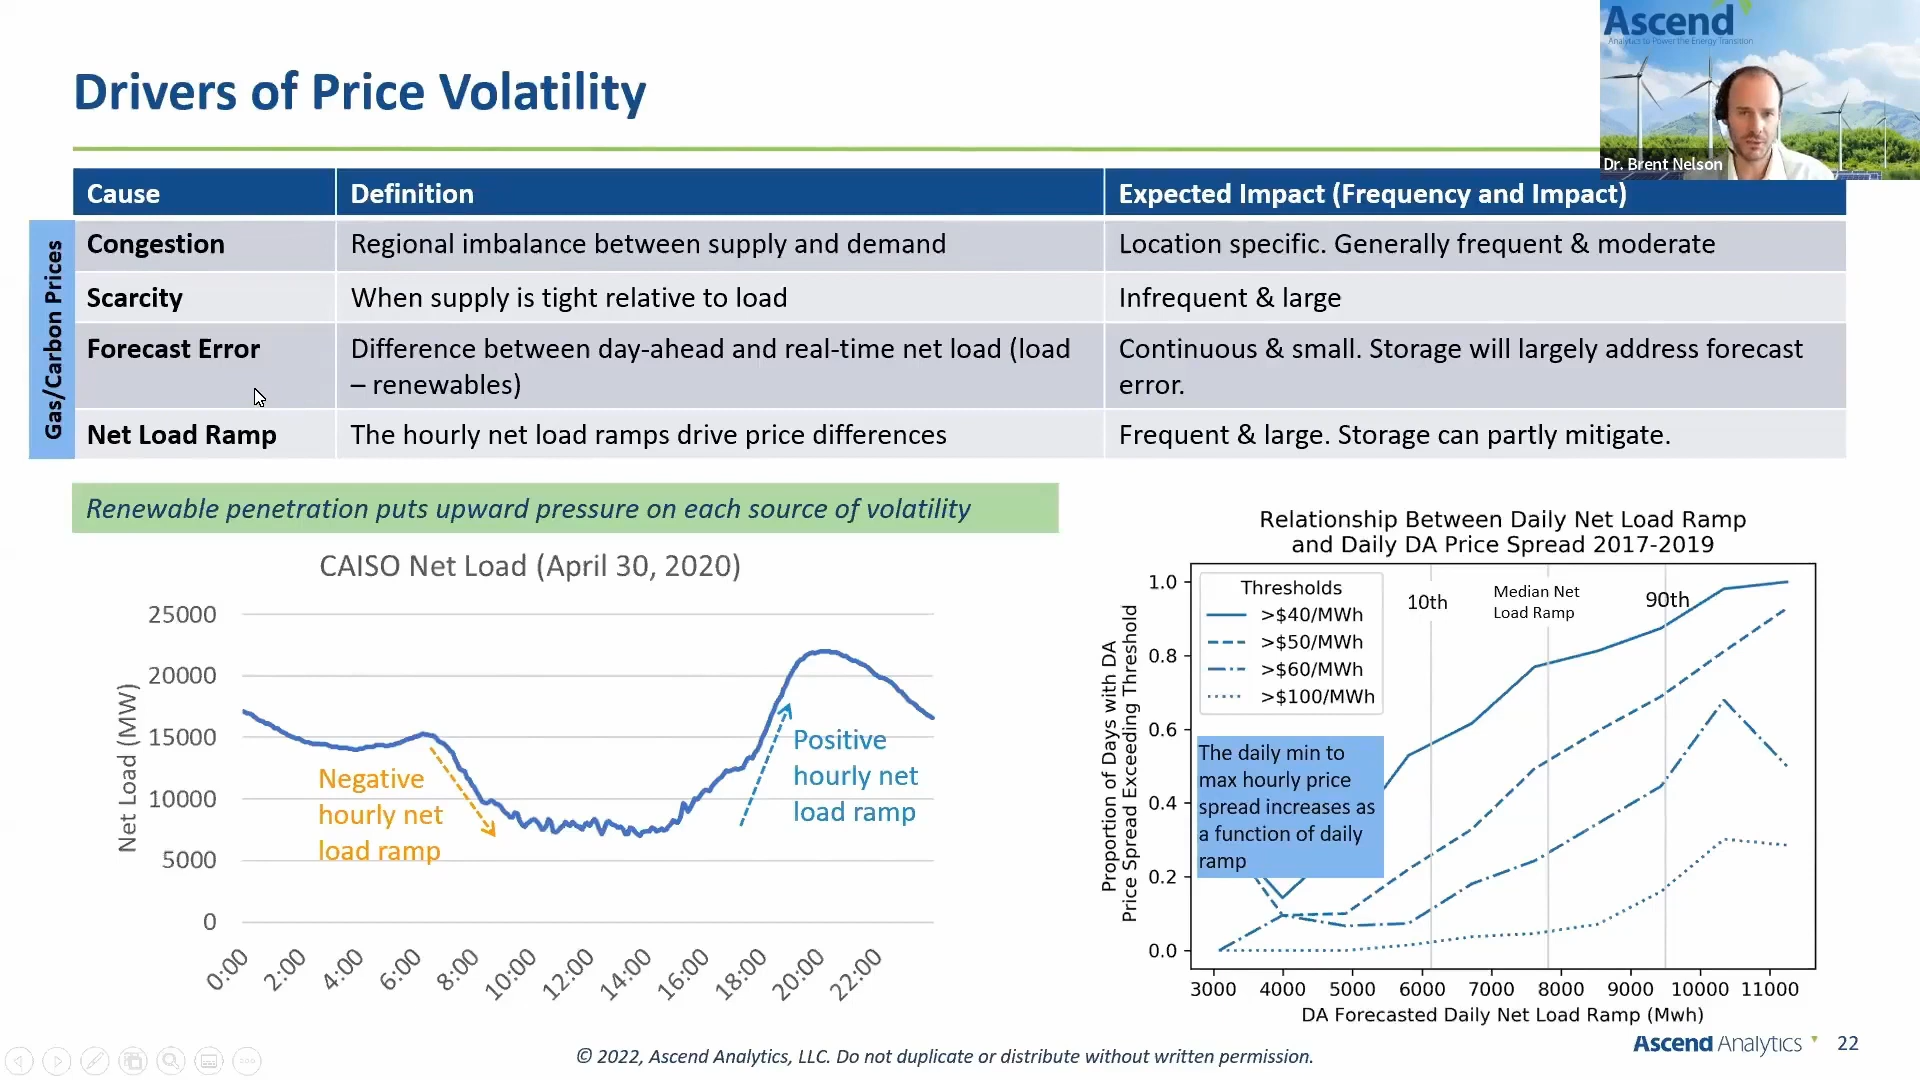 Ascend
Analytics to Power the Energy Transition
Dr. Brent Nelson
Drivers of Price Volatility
Cause Definition Expected Impact (Frequency and Impact)
Gas/Carbon Prices
Congestion Regional imbalance between supply and demand Location specific. Generally frequent & moderate
Scarcity When supply is tight relative to load Infrequent & large
Forecast Error Difference between day-ahead and real-time net load (load
– renewables)
Continuous & small. Storage will largely address forecast
error.
Net Load Ramp The hourly net load ramps drive price differences Frequent & large. Storage can partly mitigate.
Renewable penetration puts upward pressure on each source of volatility
CAISO Net Load (April 30, 2020)
Net Load (MW)
25000
20000
15000
10000
5000
0
Negative
hourly net
load ramp
Positive
hourly net
load ramp
0:00 2:00 4:00 6:00 8:00 10:00 12:00 14:00 16:00 18:00 20:00 22:00
Relationship Between Daily Net Load Ramp
and Daily DA Price Spread 2017-2019
Proportion of Days with DA
Price Spread Exceeding Threshold
1.0
0.8
0.6
0.4
0.2
0.0
Thresholds
>$40/MWh
>$50/MWh
>$60/MWh
>$100/MWh
10th
Median Net
Load Ramp
90th
The daily min to
max hourly price
spread increases as
a function of daily
ramp
3000 4000 5000 6000 7000 8000 9000 10000 11000
DA Forecasted Daily Net Load Ramp (Mwh)
© 2022, Ascend Analytics, LLC. Do not duplicate or distribute without written permission.
Ascend Analytics 22